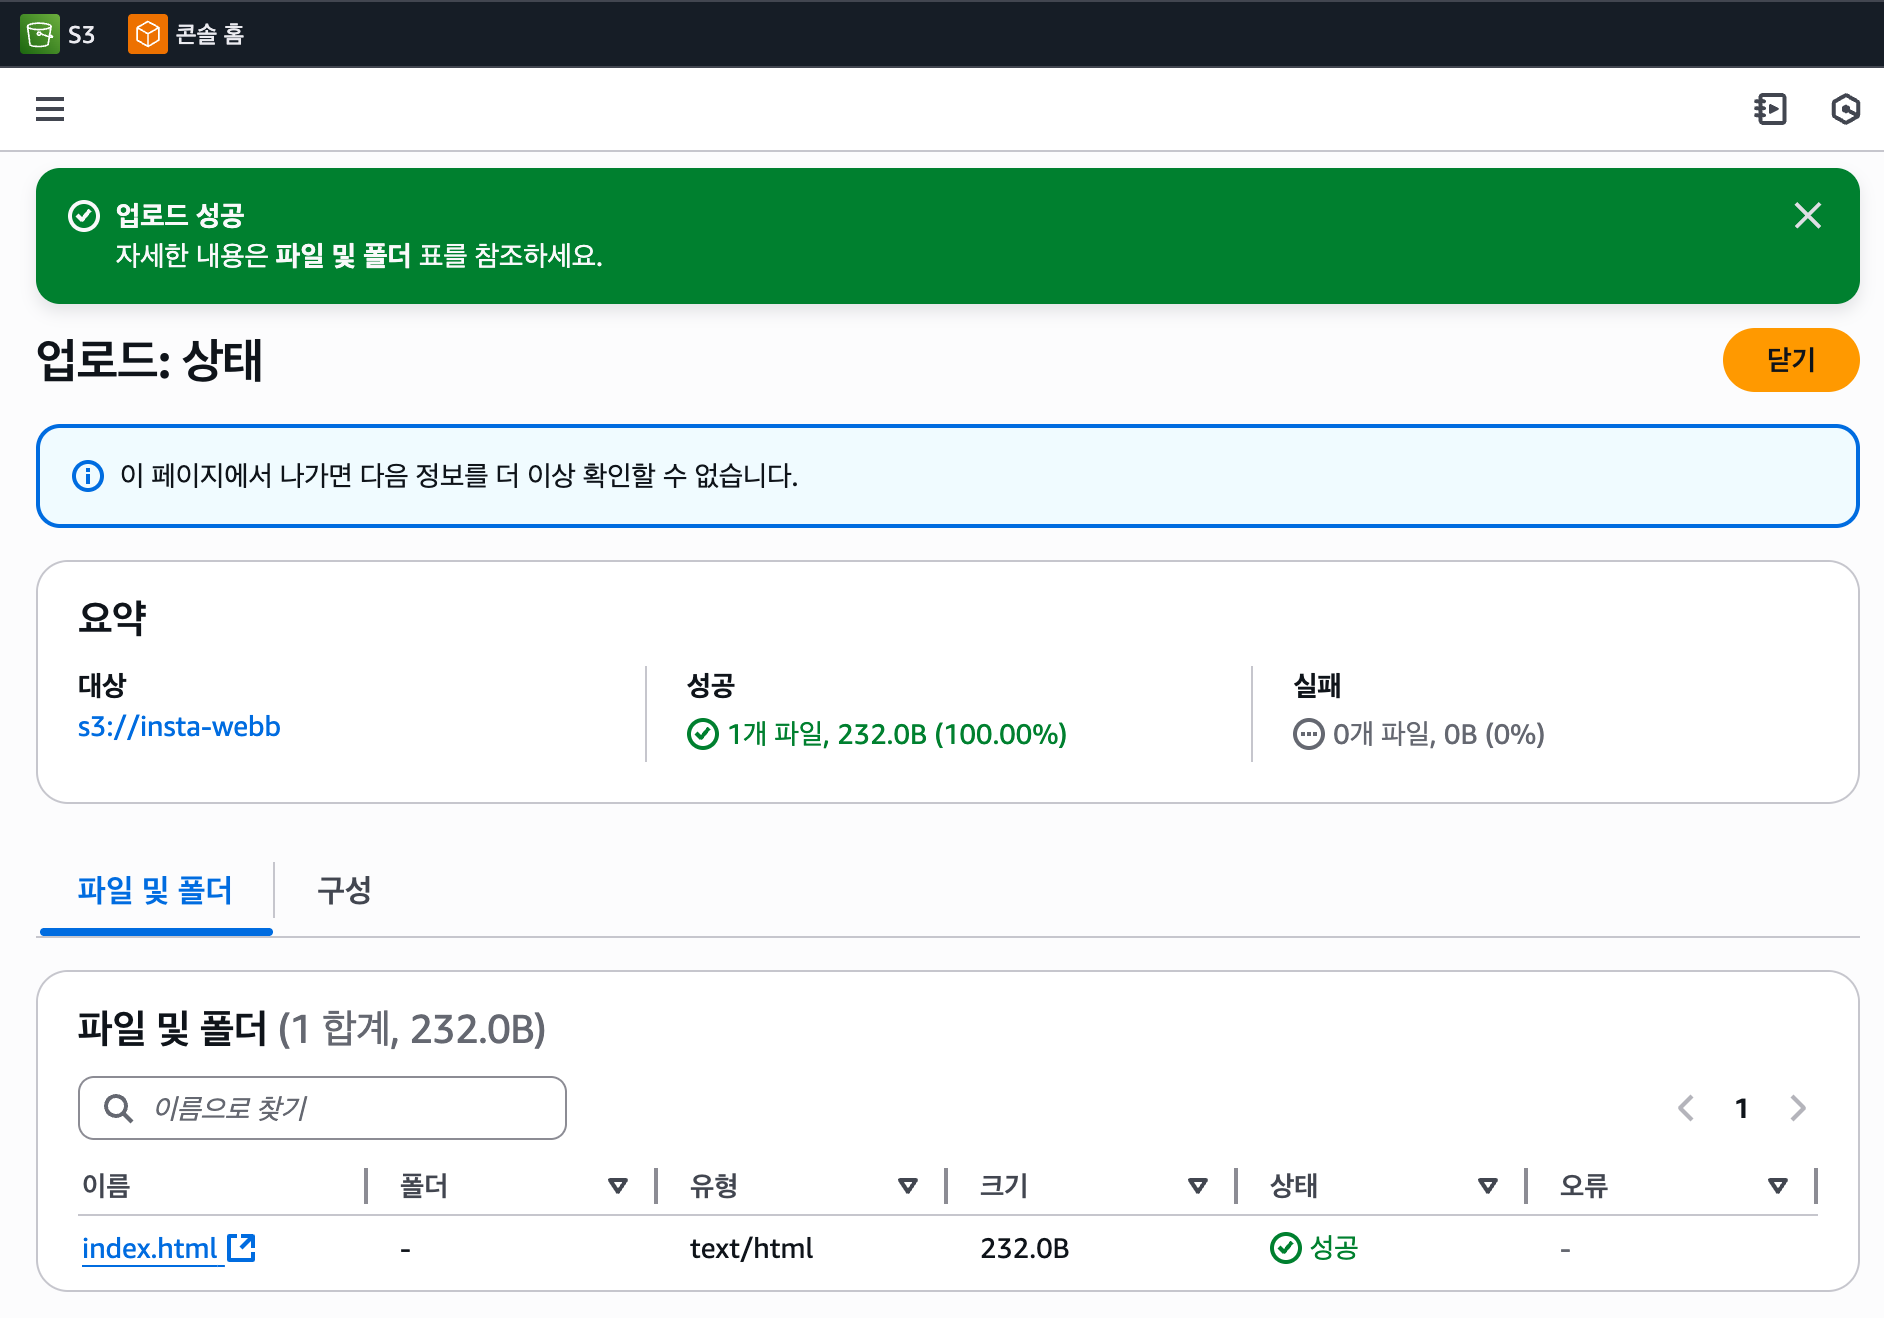 S3 콘솔 홈
업로드 성공
자세한 내용은 파일 및 폴더 표를 참조하세요.
업로드: 상태
닫기
이 페이지에서 나가면 다음 정보를 더 이상 확인할 수 없습니다.
요약
대상
s3://insta-webb
성공
1개 파일, 232.0B (100.00%)
실패
0개 파일, 0B (0%)
파일 및 폴더
구성
파일 및 폴더 (1 합계, 232.0B)
이름으로 찾기
1
이름 폴더 유형 크기 상태 오류
index.html - text/html 232.0B 성공 -